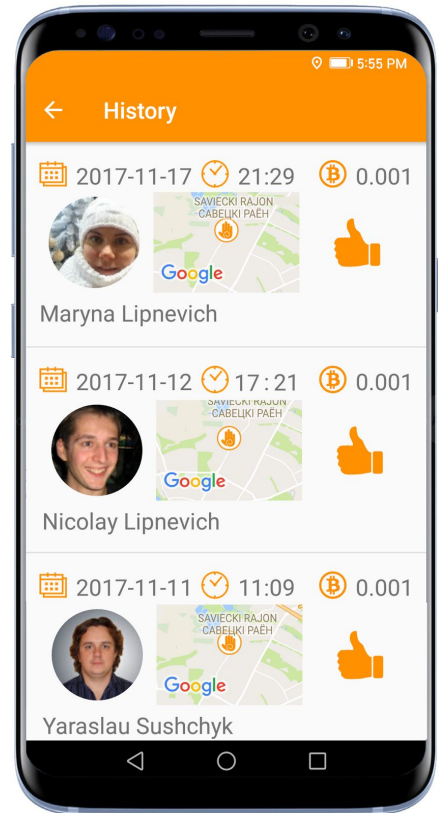 5:55 PM
History
2017-11-17 21:29 0.001
SAVIECKI RAJON
САВЕЦКІ РАЁН
Google
Maryna Lipnevich
2017-11-12 17:21 0.001
SAVIECKI RAJON
САВЕЦКІ РАЁН
Google
Nicolay Lipnevich
2017-11-11 11:09 0.001
SAVIECKI RAJON
САВЕЦКІ РАЁН
Google
Yaraslau Sushchyk